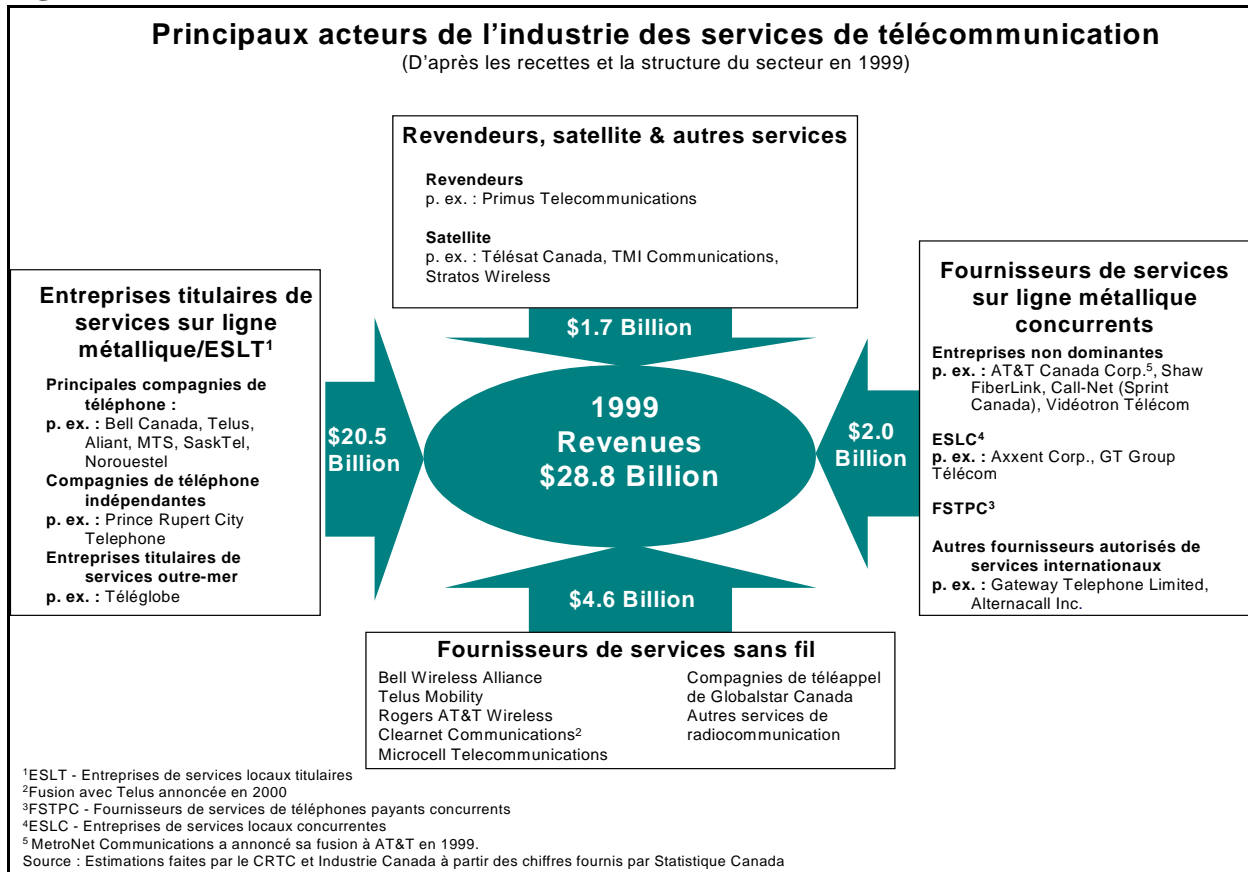 Principaux acteurs de l'industrie des services de télécommunication
(D'après les recettes et la structure du secteur en 1999)
Revendeurs, satellite & autres services
Revendeurs
p. ex. : Primus Telecommunications
Satellite
p. ex. : Télésat Canada, TMI Communications,
Stratos Wireless
Entreprises titulaires de
services sur ligne
métallique/ESLT¹
Principales compagnies de
téléphone :
p. ex. : Bell Canada, Telus,
Aliant, MTS, SaskTel,
Norouestel
Compagnies de téléphone
indépendantes
p. ex. : Prince Rupert City
Telephone
Entreprises titulaires de
services outre-mer
p. ex. : Téléglobe
$1.7 Billion
$20.5
Billion
1999
Revenues
$28.8 Billion
$2.0
Billion
$4.6 Billion
Fournisseurs de services
sur ligne métallique
concurrents
Entreprises non dominantes
p. ex. : AT&T Canada Corp.⁵, Shaw
FiberLink, Call-Net (Sprint
Canada), Vidéotron Télécom
ESLC⁴
p. ex. : Axxent Corp., GT Group
Télécom
FSTPC³
Autres fournisseurs autorisés de
services internationaux
p. ex. : Gateway Telephone Limited,
Alternacall Inc.
Fournisseurs de services sans fil
Bell Wireless Alliance
Telus Mobility
Rogers AT&T Wireless
Clearnet Communications²
Microcell Telecommunications
Compagnies de téléappel
de Globalstar Canada
Autres services de
radiocommunication
¹ESLT - Entreprises de services locaux titulaires
²Fusion avec Telus annoncée en 2000
³FSTPC - Fournisseurs de services de téléphones payants concurrents
⁴ESLC - Entreprises de services locaux concurrentes
⁵ MetroNet Communications a annoncé sa fusion à AT&T en 1999.
Source : Estimations faites par le CRTC et Industrie Canada à partir des chiffres fournis par Statistique Canada